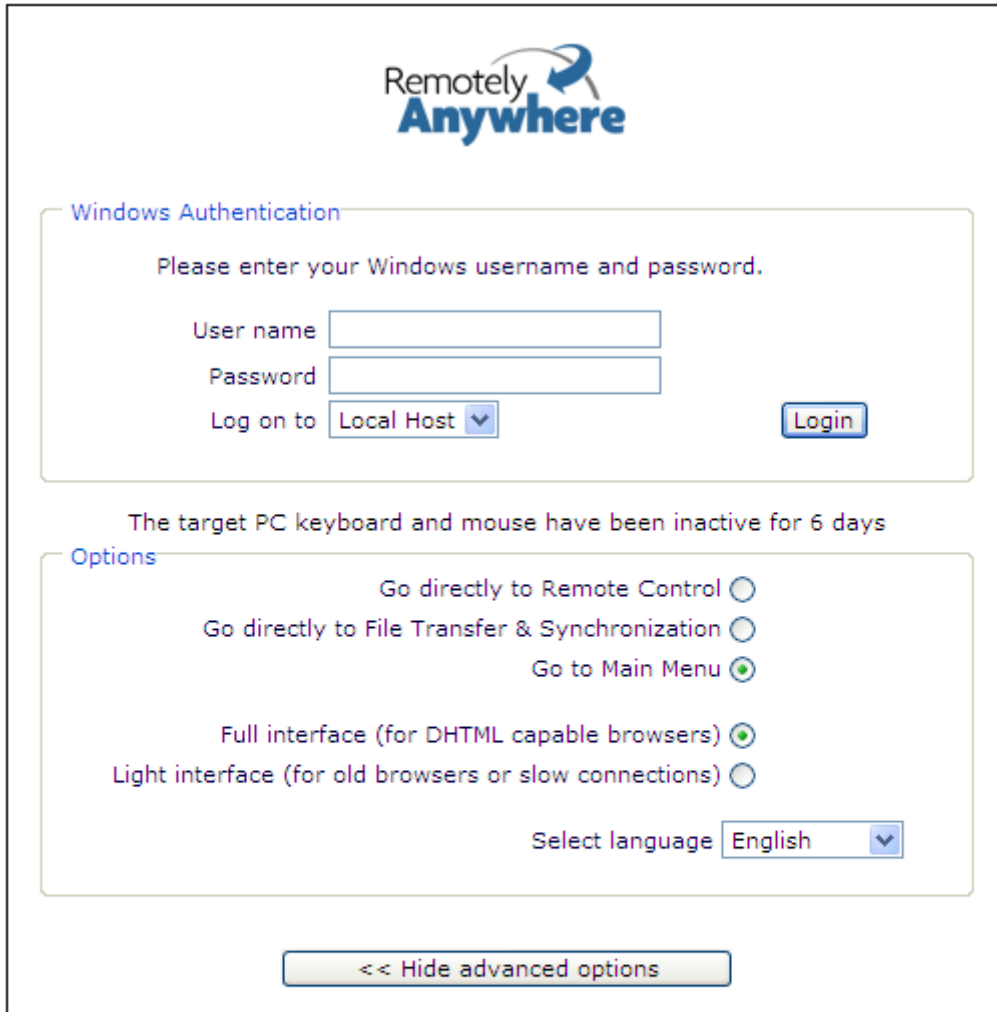 Remotely
Anywhere
Windows Authentication
Please enter your Windows username and password.
User name
Password
Log on to Local Host Login
The target PC keyboard and mouse have been inactive for 6 days
Options
Go directly to Remote Control
Go directly to File Transfer & Synchronization
Go to Main Menu
Full interface (for DHTML capable browsers)
Light interface (for old browsers or slow connections)
Select language English
<< Hide advanced options